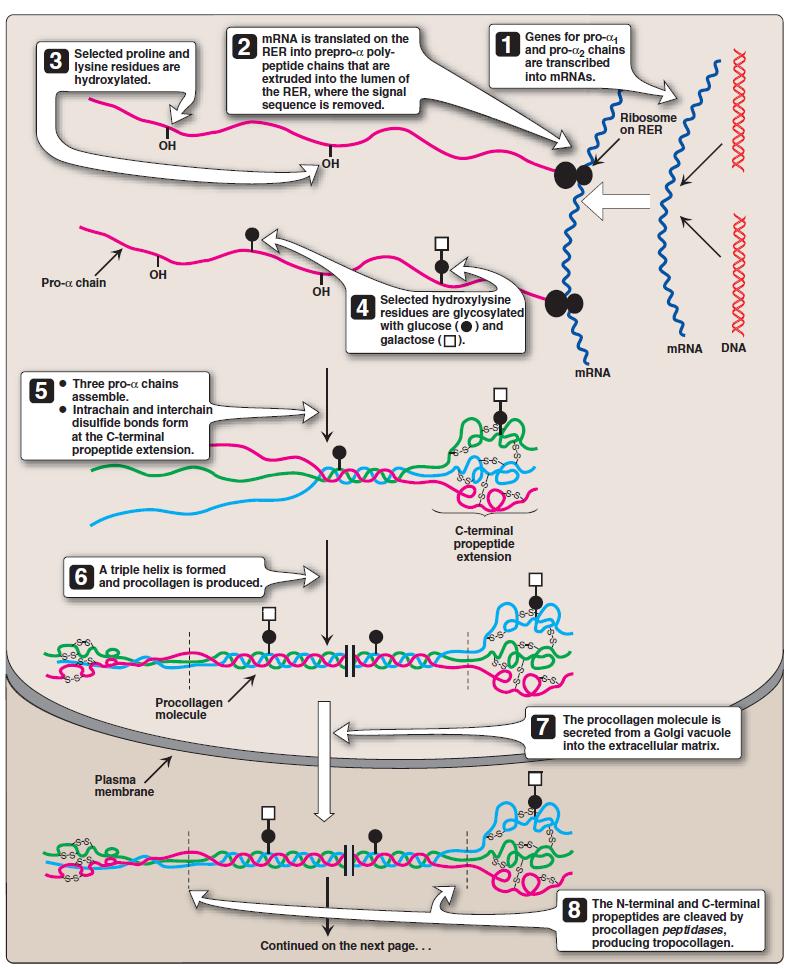 1
Genes for pro-α1
and pro-α2 chains
are transcribed
into mRNAs.
2
mRNA is translated on the
RER into prepro-α poly-
peptide chains that are
extruded into the lumen of
the RER, where the signal
sequence is removed.
3
Selected proline and
lysine residues are
hydroxylated.
Ribosome
on RER
OH
OH
Pro-α chain
OH
OH
4
Selected hydroxylysine
residues are glycosylated
with glucose (●) and
galactose (□).
mRNA
mRNA
DNA
5
● Three pro-α chains
assemble.
● Intrachain and interchain
disulfide bonds form
at the C-terminal
propeptide extension.
-S-S-
-S-S-
-S-S-
-S-S-
-S-S-
-S-S-
-S-S-
C-terminal
propeptide
extension
6
A triple helix is formed
and procollagen is produced.
-S-S-
-S-S-
-S-S-
-S-S-
-S-S-
-S-S-
-S-S-
-S-S-
-S-S-
-S-S-
-S-S-
Procollagen
molecule
7
The procollagen molecule is
secreted from a Golgi vacuole
into the extracellular matrix.
Plasma
membrane
-S-S-
-S-S-
-S-S-
-S-S-
-S-S-
-S-S-
-S-S-
-S-S-
-S-S-
-S-S-
-S-S-
8
The N-terminal and C-terminal
propeptides are cleaved by
procollagen peptidases,
producing tropocollagen.
Continued on the next page. . .